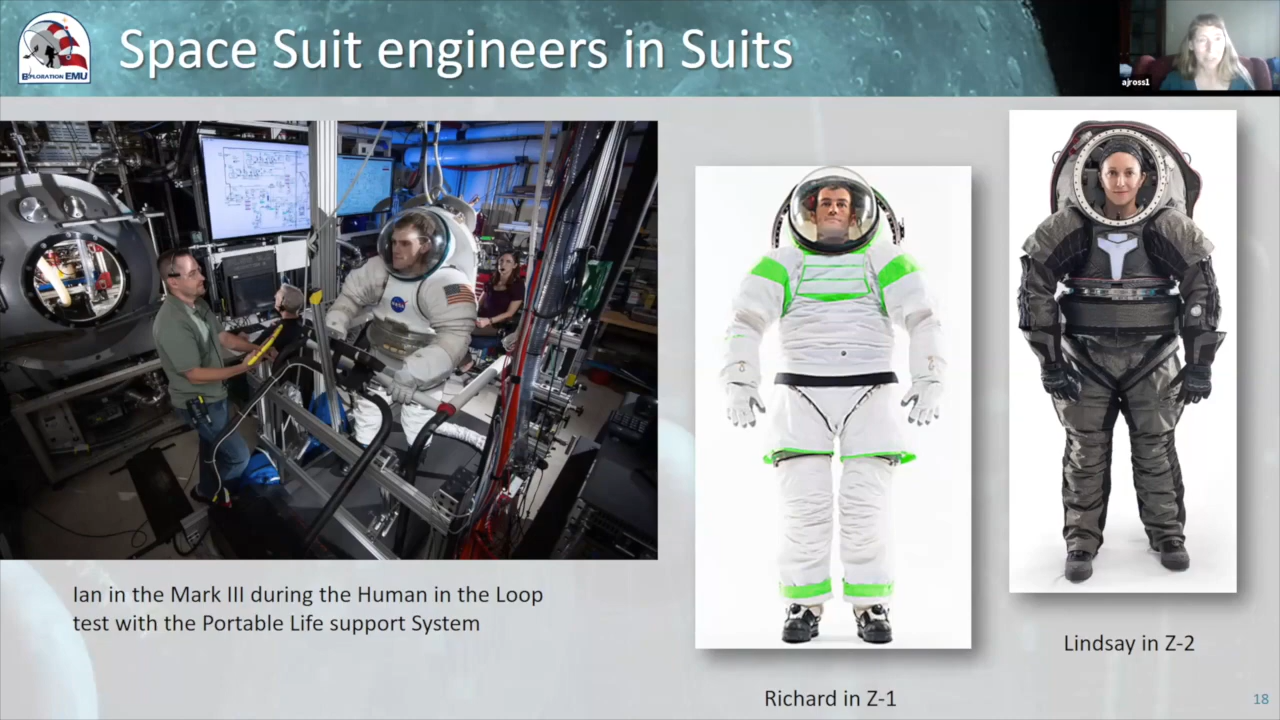 Space Suit engineers in Suits
EXPLORATION EMU
ajross1
NASA
Ian in the Mark III during the Human in the Loop
test with the Portable Life support System
Richard in Z-1
Lindsay in Z-2
18